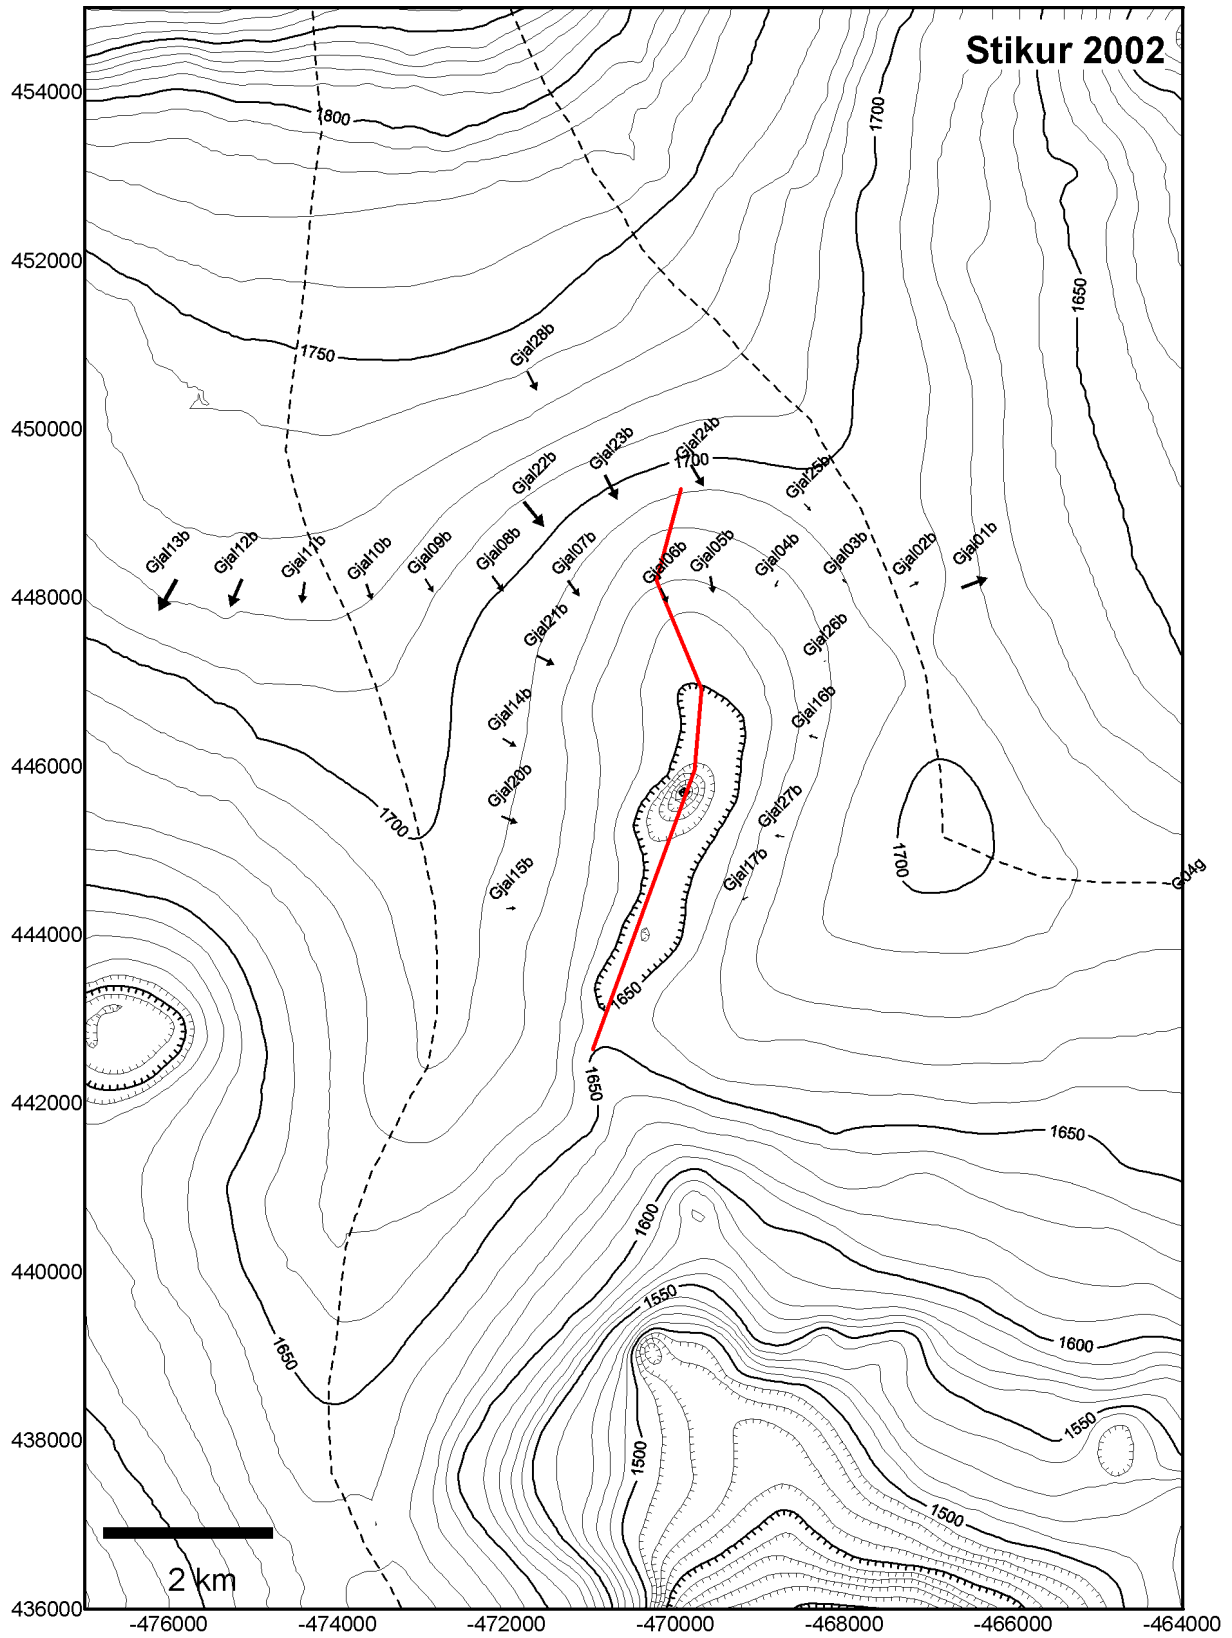 Stikur 2002
454000
1700
1800
452000
1650
1750
Gjal28b
450000
Gjal24b
Gjal23b
1700
Gjal22b
Gjal25b
Gjal13b
Gjal12b
Gjal11b
Gjal10b
Gjal09b
Gjal08b
Gjal07b
Gjal06b
Gjal05b
Gjal04b
Gjal03b
Gjal02b
Gjal01b
448000
Gjal21b
Gjal26b
Gjal14b
Gjal16b
446000
Gjal20b
Gjal27b
1700
1700
Gjal15b
Gjal17b
G04g
444000
1650
442000
1650
1650
1600
440000
1550
1650
1600
438000
1550
1500
1500
2 km
436000
-476000
-474000
-472000
-470000
-468000
-466000
-464000